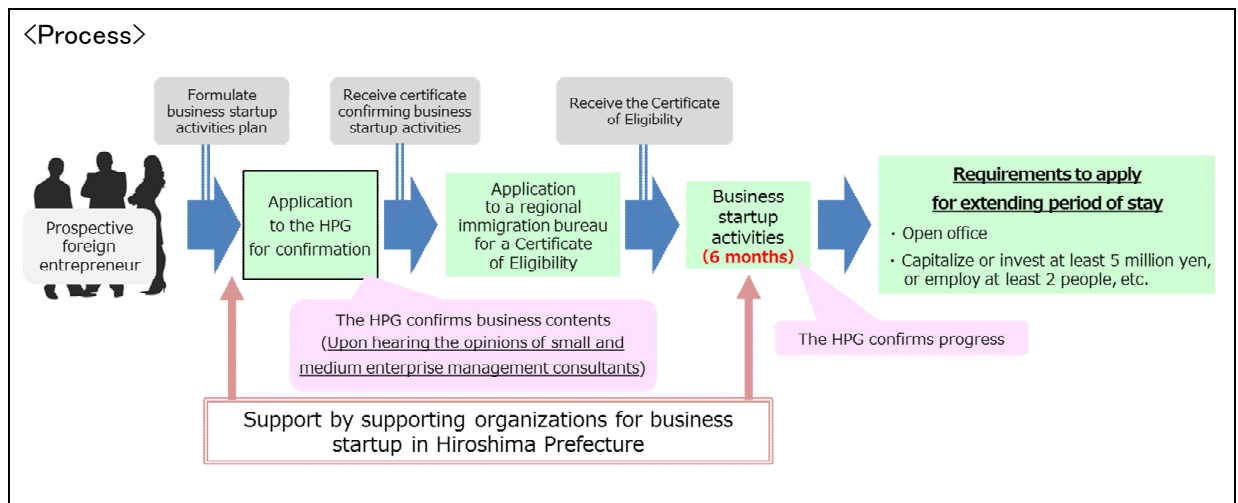 <Process>
Formulate
business startup
activities plan
Receive certificate
confirming business
startup activities
Receive the Certificate
of Eligibility
Prospective
foreign
entrepreneur
Application
to the HPG
for confirmation
Application
to a regional
immigration bureau
for a Certificate
of Eligibility
Business
startup
activities
(6 months)
Requirements to apply
for extending period of stay
・Open office
・Capitalize or invest at least 5 million yen,
or employ at least 2 people, etc.
The HPG confirms business contents
(Upon hearing the opinions of small and
medium enterprise management consultants)
The HPG confirms progress
Support by supporting organizations for business
startup in Hiroshima Prefecture